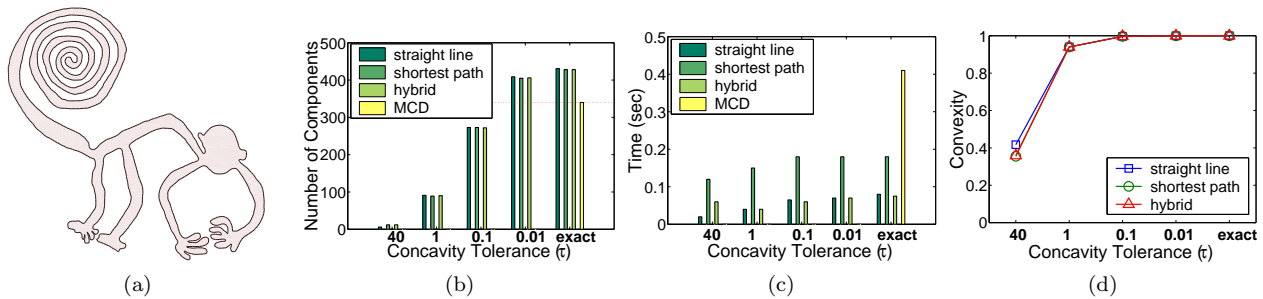 500
400
300
200
100
0
Number of Components
straight line
shortest path
hybrid
MCD
40 1 0.1 0.01 exact
Concavity Tolerance (τ)
0.5
0.4
0.3
0.2
0.1
0
Time (sec)
straight line
shortest path
hybrid
MCD
40 1 0.1 0.01 exact
Concavity Tolerance (τ)
1
0.8
0.6
0.4
0.2
0
Convexity
straight line
shortest path
hybrid
40 1 0.1 0.01 exact
Concavity Tolerance (τ)
(a) (b) (c) (d)